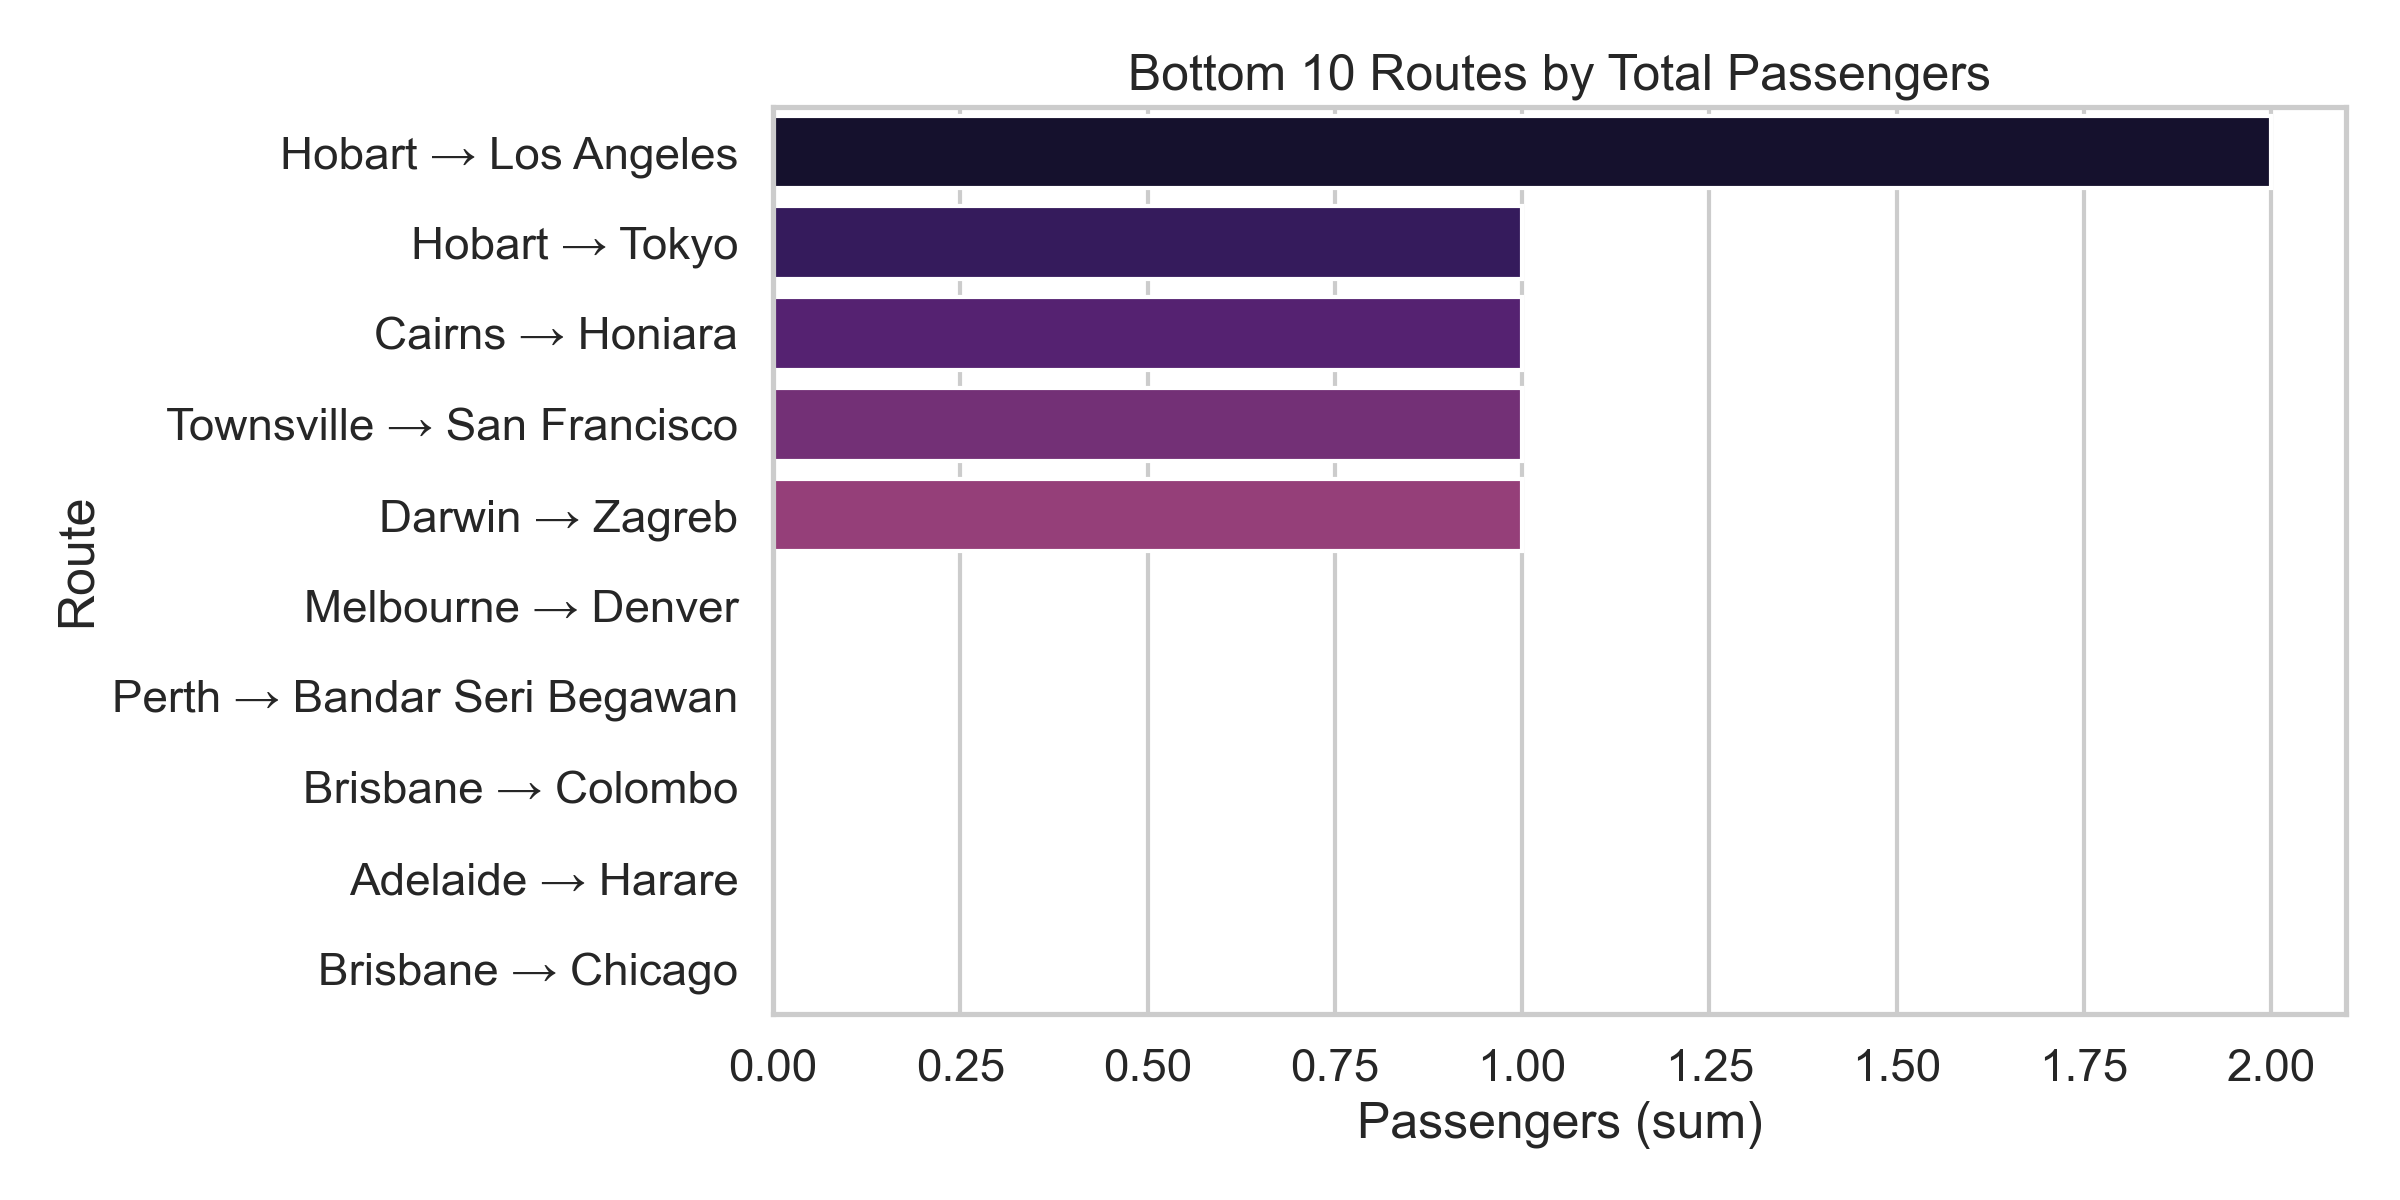 Bottom 10 Routes by Total Passengers
Hobart → Los Angeles
Hobart → Tokyo
Cairns → Honiara
Townsville → San Francisco
Darwin → Zagreb
Melbourne → Denver
Perth → Bandar Seri Begawan
Brisbane → Colombo
Adelaide → Harare
Brisbane → Chicago
Route
0.00 0.25 0.50 0.75 1.00 1.25 1.50 1.75 2.00
Passengers (sum)